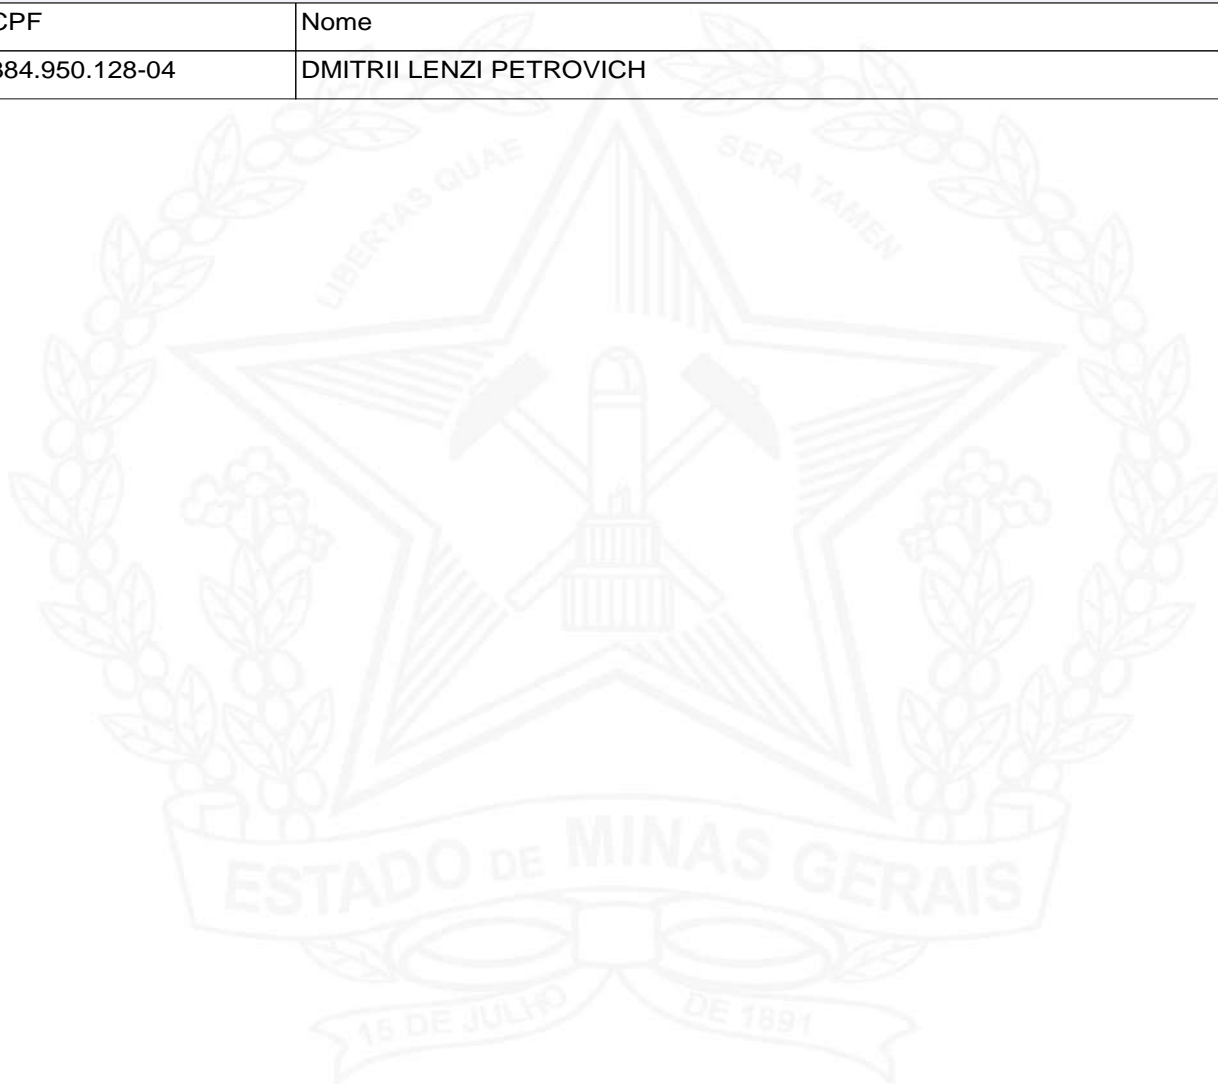 CPF Nome
384.950.128-04 DMITRII LENZI PETROVICH
LIBERTAS QUAE SERA TAMEN
ESTADO DE MINAS GERAIS
15 DE JULHO DE 1891